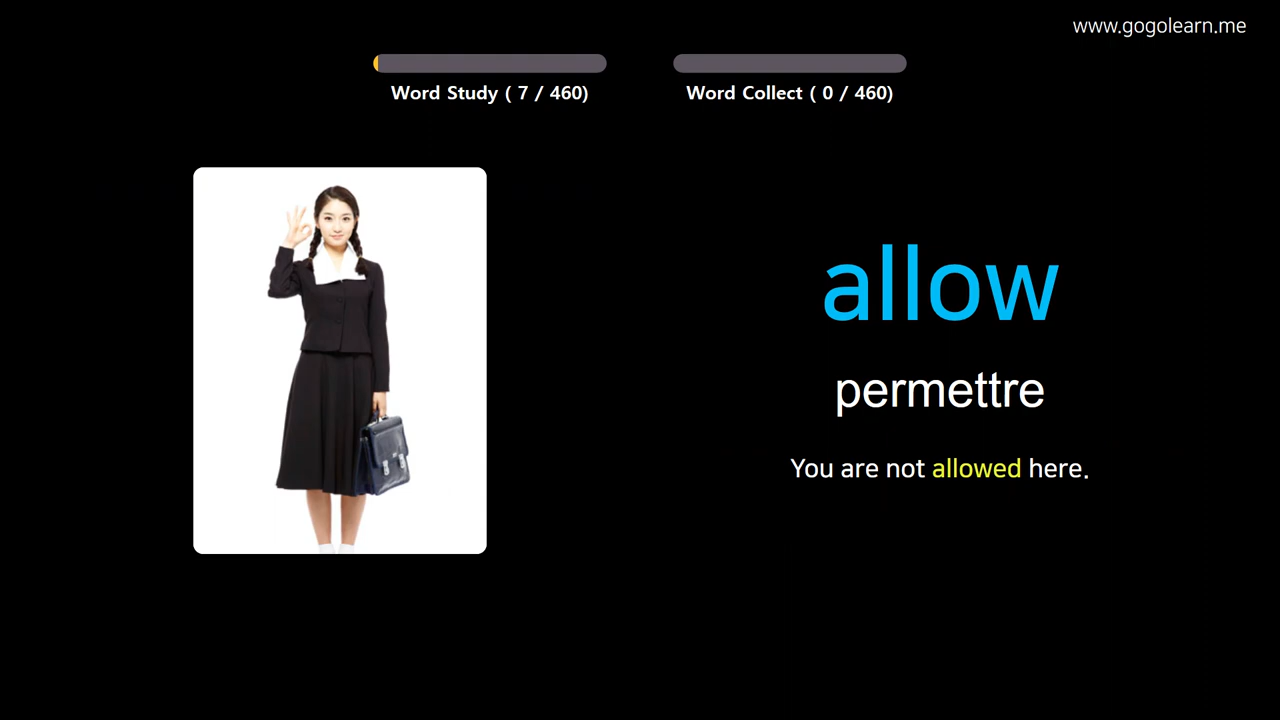 www.gogolearn.me
Word Study ( 7 / 460)
Word Collect ( 0 / 460)
allow
permettre
You are not allowed here.